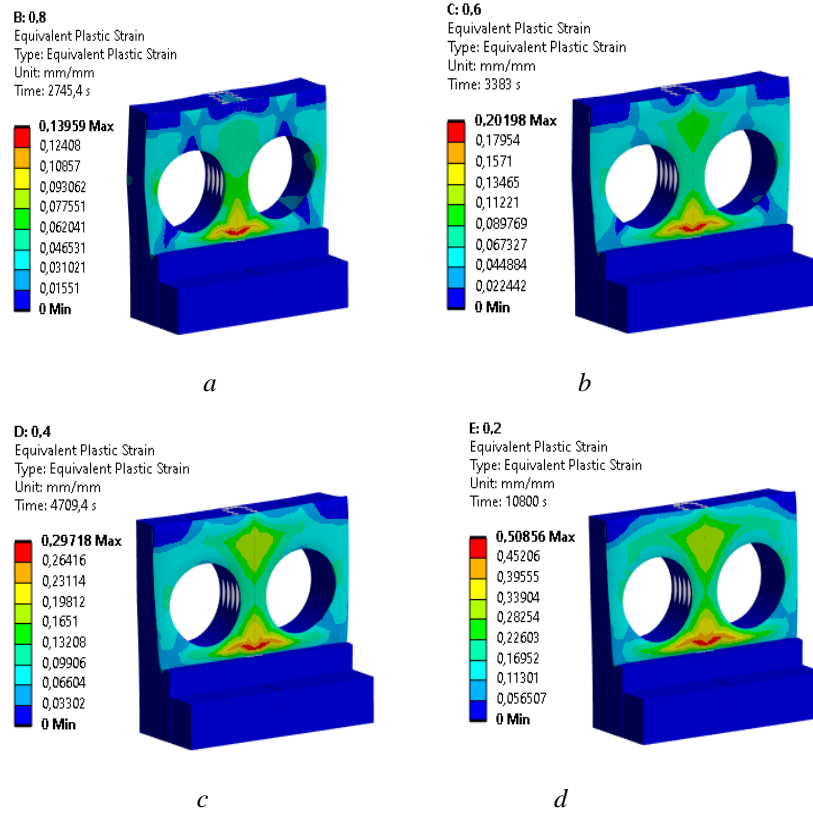 B: 0,8
Equivalent Plastic Strain
Type: Equivalent Plastic Strain
Unit: mm/mm
Time: 2745,4 s
0,13959 Max
0,12408
0,10857
0,093062
0,077551
0,062041
0,046531
0,031021
0,01551
0 Min
a
C: 0,6
Equivalent Plastic Strain
Type: Equivalent Plastic Strain
Unit: mm/mm
Time: 3383 s
0,20198 Max
0,17954
0,1571
0,13465
0,11221
0,089769
0,067327
0,044884
0,022442
0 Min
b
D: 0,4
Equivalent Plastic Strain
Type: Equivalent Plastic Strain
Unit: mm/mm
Time: 4709,4 s
0,29718 Max
0,26416
0,23114
0,19812
0,1651
0,13208
0,09906
0,06604
0,03302
0 Min
c
E: 0,2
Equivalent Plastic Strain
Type: Equivalent Plastic Strain
Unit: mm/mm
Time: 10800 s
0,50856 Max
0,45206
0,39555
0,33904
0,28254
0,22603
0,16952
0,11301
0,056507
0 Min
d